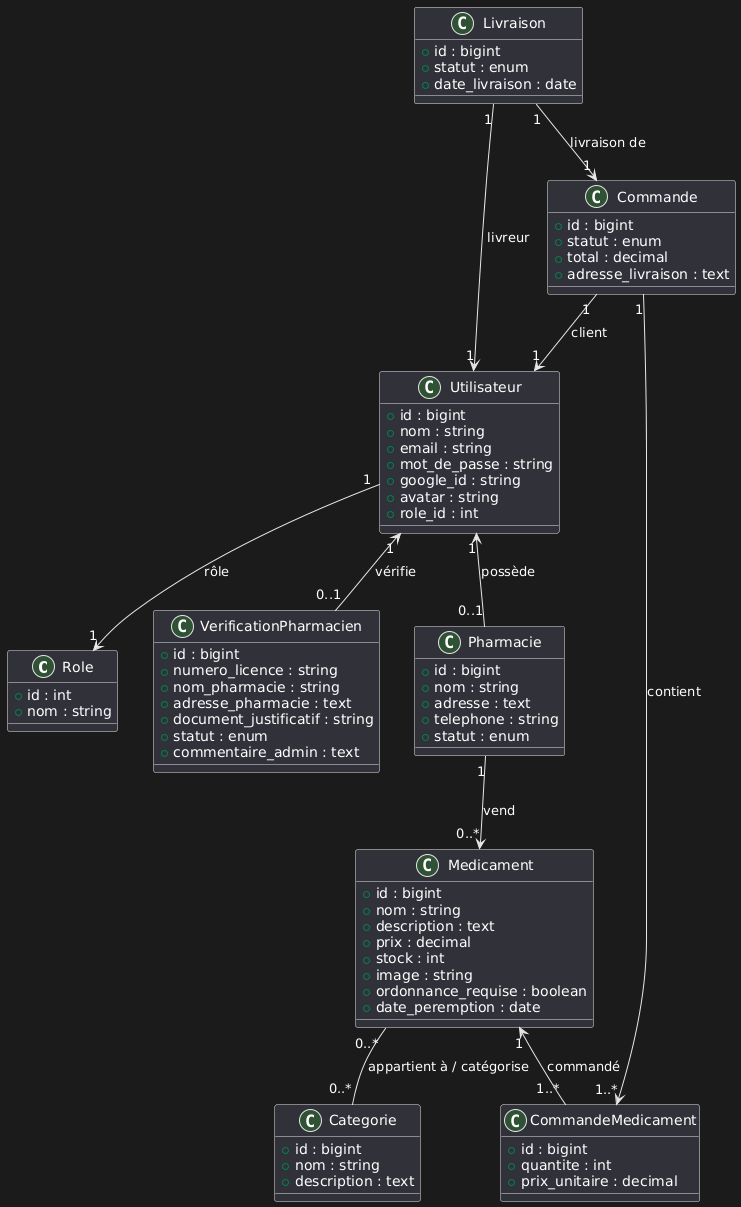 C Livraison
id : bigint
statut : enum
date_livraison : date
1
1
livraison de
1
C Commande
id : bigint
statut : enum
total : decimal
adresse_livraison : text
livreur
1
1
client
1
1
C Utilisateur
id : bigint
nom : string
email : string
mot_de_passe : string
google_id : string
avatar : string
role_id : int
1
rôle
1
1
vérifie
0..1
1
possède
0..1
C Role
id : int
nom : string
C VerificationPharmacien
id : bigint
numero_licence : string
nom_pharmacie : string
adresse_pharmacie : text
document_justificatif : string
statut : enum
commentaire_admin : text
C Pharmacie
id : bigint
nom : string
adresse : text
telephone : string
statut : enum
contient
1
vend
0..*
C Medicament
id : bigint
nom : string
description : text
prix : decimal
stock : int
image : string
ordonnance_requise : boolean
date_peremption : date
0..*
appartient à / catégorise
0..*
1
commandé
1..*
1..*
C Categorie
id : bigint
nom : string
description : text
C CommandeMedicament
id : bigint
quantite : int
prix_unitaire : decimal